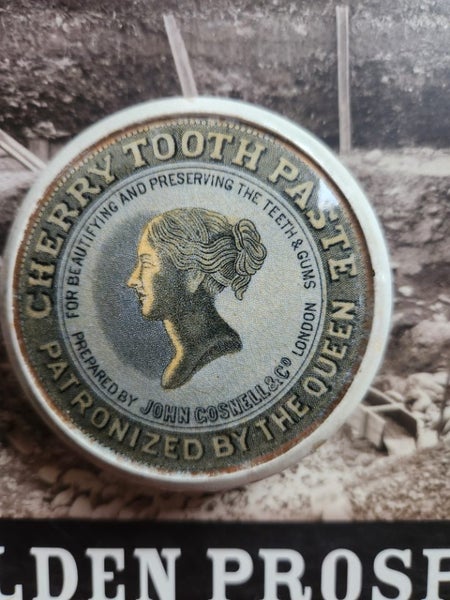 CHERRY TOOTH PASTE
FOR BEAUTIFYING AND PRESERVING THE TEETH & GUMS
PREPARED BY JOHN GOSNELL & Cº LONDON
PATRONIZED BY THE QUEEN
LDEN PROSP